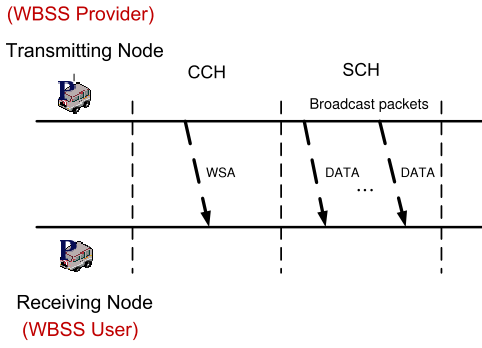 (WBSS Provider)
Transmitting Node
CCH
SCH
P
Broadcast packets
WSA
DATA
...
DATA
P
Receiving Node
(WBSS User)